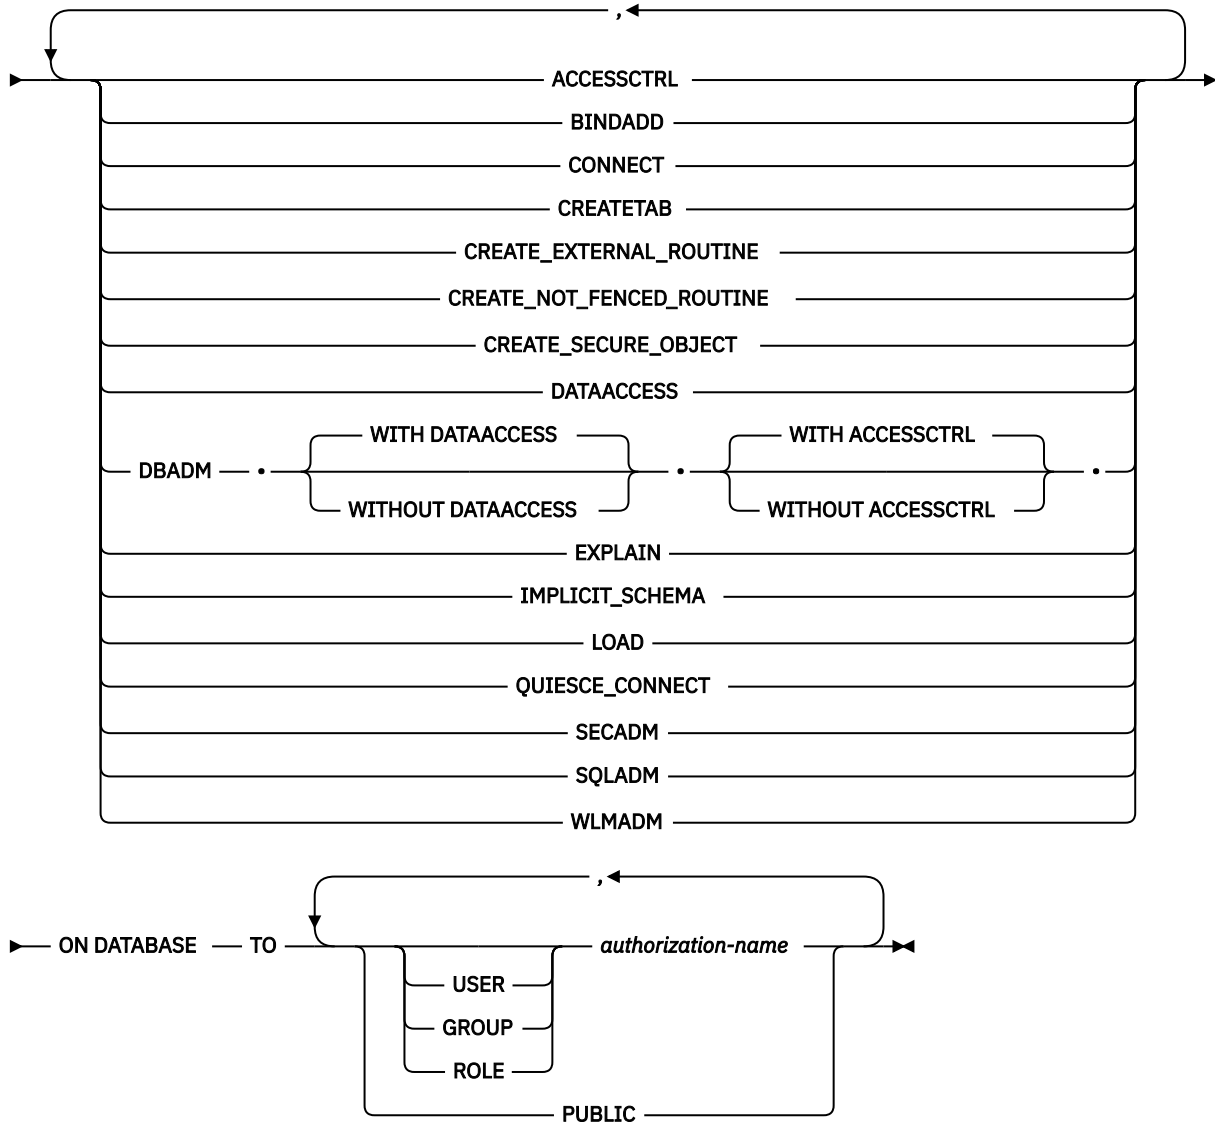 ,
ACCESSCTRL
BINDADD
CONNECT
CREATETAB
CREATE_EXTERNAL_ROUTINE
CREATE_NOT_FENCED_ROUTINE
CREATE_SECURE_OBJECT
DATAACCESS
WITH DATAACCESS WITH ACCESSCTRL
DBADM • • •
WITHOUT DATAACCESS WITHOUT ACCESSCTRL
EXPLAIN
IMPLICIT_SCHEMA
LOAD
QUIESCE_CONNECT
SECADM
SQLADM
WLMADM
,
ON DATABASE TO authorization-name
USER
GROUP
ROLE
PUBLIC